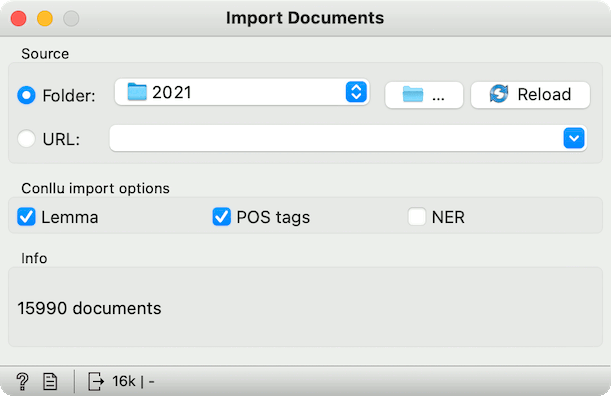 Import Documents
Source
Folder: 2021 ... Reload
URL:
Conllu import options
Lemma POS tags NER
Info
15990 documents
? 16k | -